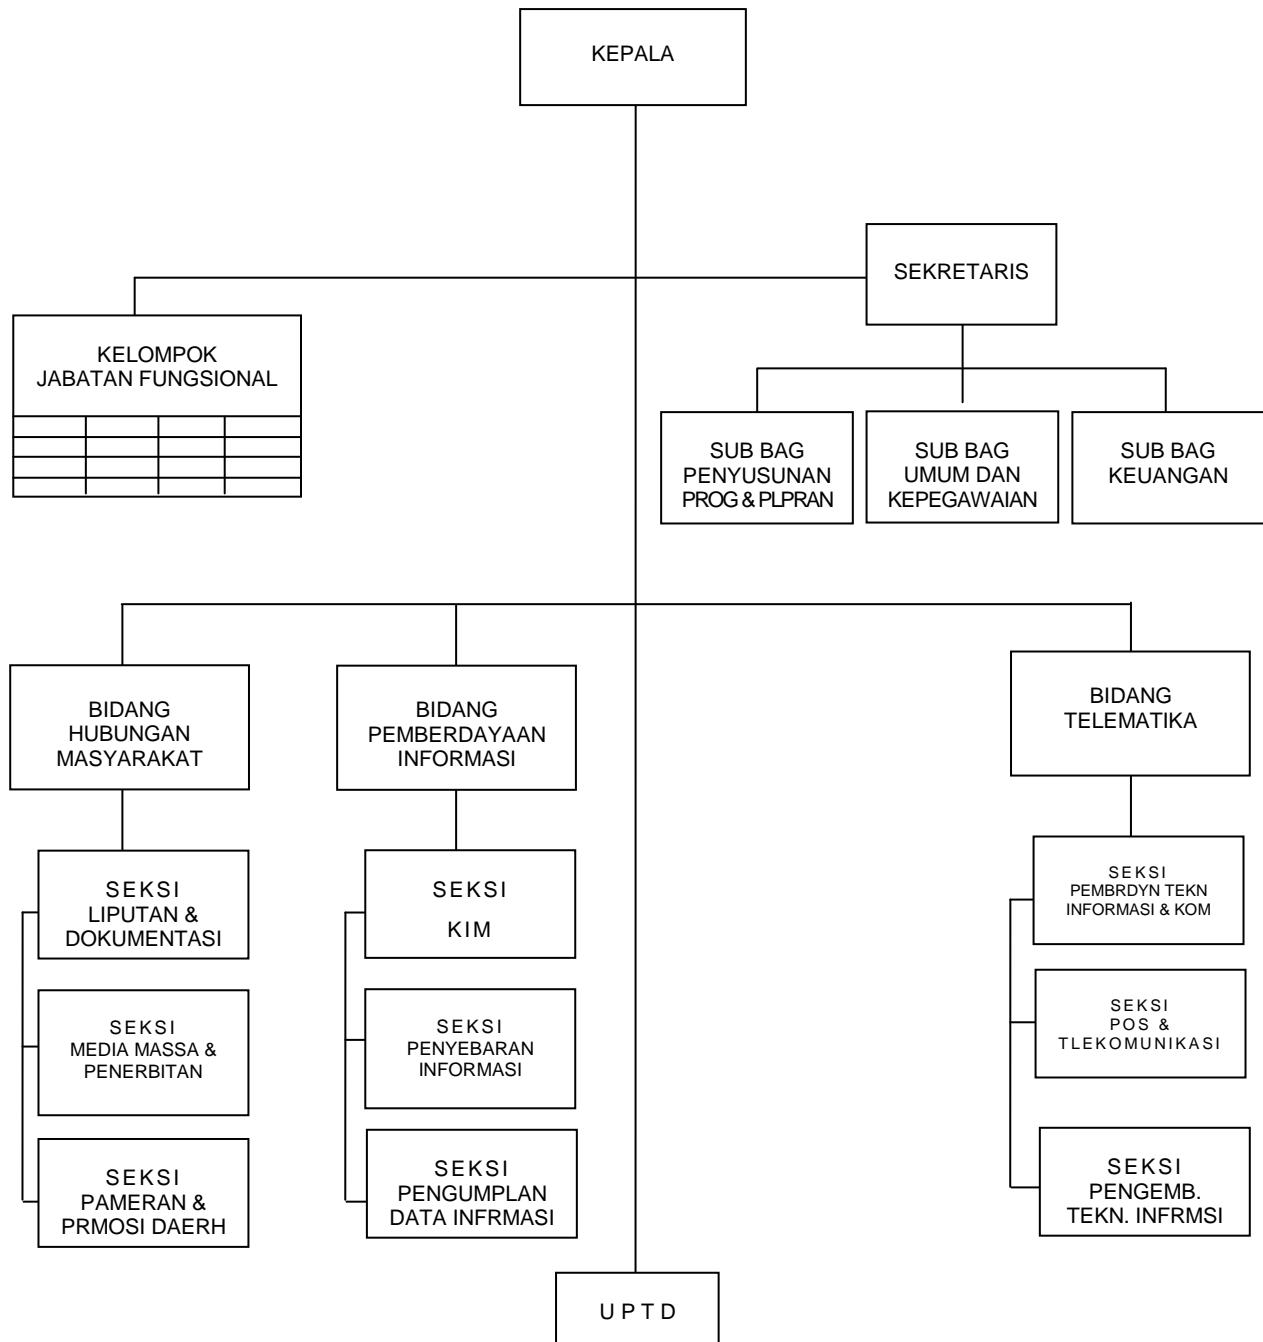 KEPALA
SEKRETARIS
KELOMPOK
JABATAN FUNGSIONAL
SUB BAG
PENYUSUNAN
PROG & PLPRAN
SUB BAG
UMUM DAN
KEPEGAWAIAN
SUB BAG
KEUANGAN
BIDANG
HUBUNGAN
MASYARAKAT
BIDANG
PEMBERDAYAAN
INFORMASI
BIDANG
TELEMATIKA
SEKSI
LIPUTAN &
DOKUMENTASI
SEKSI
KIM
SEKSI
PEMBRDYN TEKN
INFORMASI & KOM
SEKSI
MEDIA MASSA &
PENERBITAN
SEKSI
PENYEBARAN
INFORMASI
SEKSI
POS &
TLEKOMUNIKASI
SEKSI
PAMERAN &
PRMOSI DAERH
SEKSI
PENGUMPLAN
DATA INFRMASI
SEKSI
PENGEMB.
TEKN. INFRMSI
UPTD